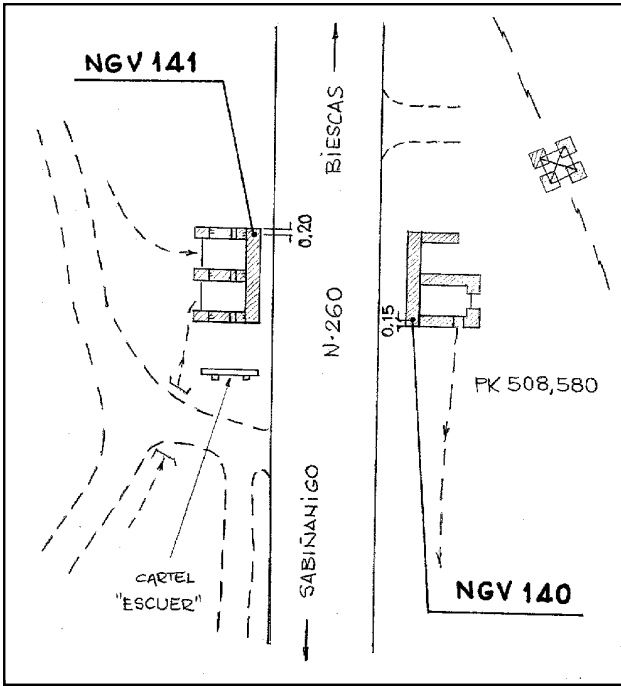 NGV 141
BIESCAS
0,20
N-260
0,15
PK 508,580
SABIÑANIGO
CARTEL
"ESCUER"
NGV 140